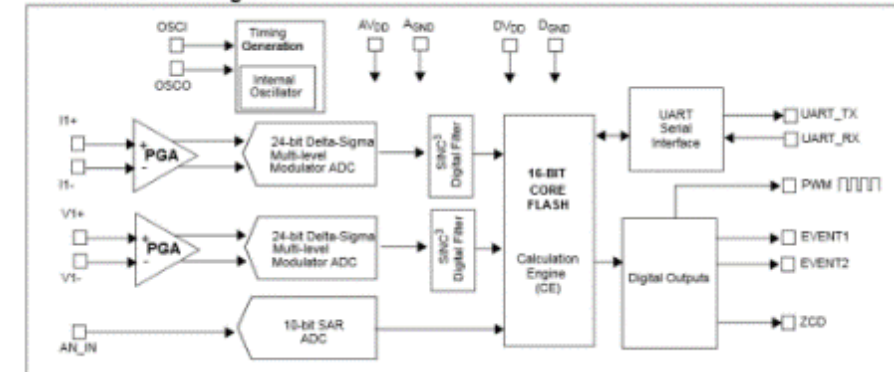 OSCI
OSCO
Timing
Generation
Internal
Oscillator
AVDD
AGND
DVDD
DGND
I1+
I1-
PGA
24-bit Delta-Sigma
Multi-level
Modulator ADC
SINC3
Digital Filter
V1+
V1-
PGA
24-bit Delta-Sigma
Multi-level
Modulator ADC
SINC3
Digital Filter
AN_IN
10-bit SAR
ADC
16-BIT
CORE
FLASH
Calculation
Engine
(CE)
UART
Serial
Interface
UART_TX
UART_RX
Digital Outputs
PWM
EVENT1
EVENT2
ZCD